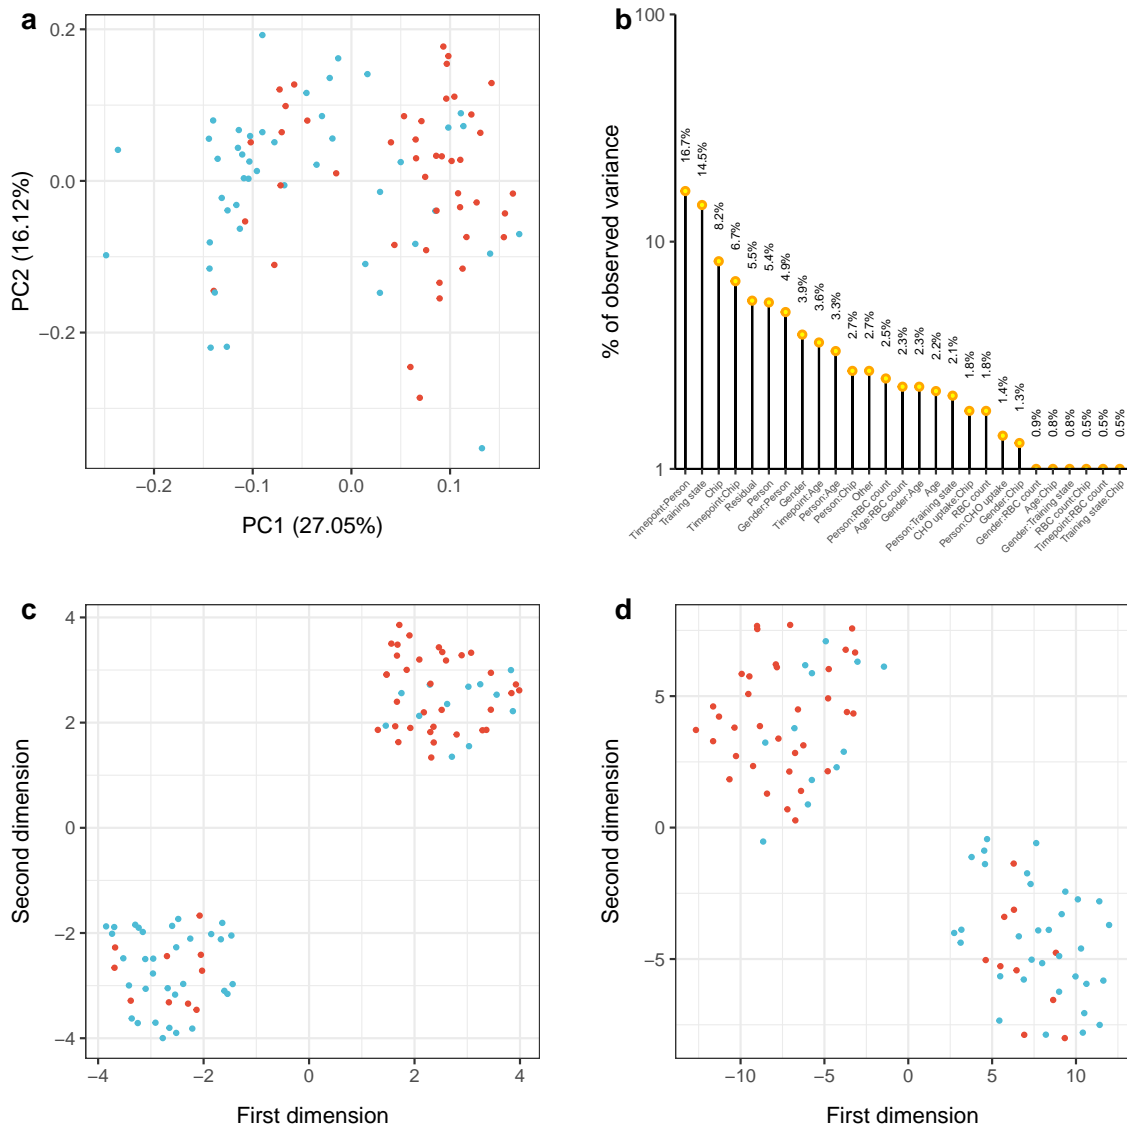 a
0.2
0.0
−0.2
PC2 (16.12%)
−0.2
−0.1
0.0
0.1
PC1 (27.05%)
b
100
10
1
% of observed variance
16.7%
14.5%
8.2%
6.7%
5.5%
5.4%
4.9%
3.9%
3.6%
3.3%
2.7%
2.7%
2.5%
2.3%
2.3%
2.2%
2.1%
1.8%
1.8%
1.4%
1.3%
0.9%
0.8%
0.8%
0.5%
0.5%
0.5%
Timepoint:Person
Training state
Chip
Timepoint:Chip
Residual
Person
Gender:Person
Gender
Timepoint:Age
Person:Age
Person:Chip
Other
Person:RBC count
Age:RBC count
Gender:Age
Age
Person:Training state
CHO uptake:Chip
RBC count
Person:CHO uptake
Gender:Chip
Gender:RBC count
Age:Chip
Gender:Training state
RBC count:Chip
Timepoint:RBC count
Training state:Chip
c
4
2
0
−2
−4
Second dimension
−4
−2
0
2
4
First dimension
d
5
0
−5
Second dimension
−10
−5
0
5
10
First dimension